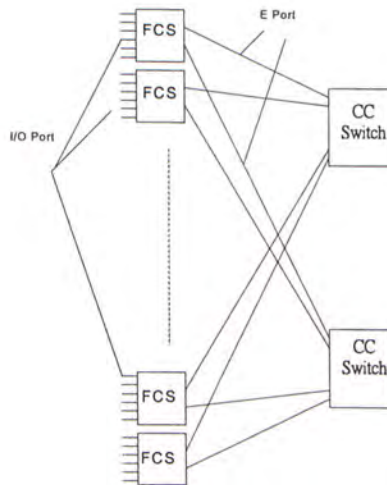 E Port
FCS
FCS
I/O Port
CC
Switch
CC
Switch
FCS
FCS